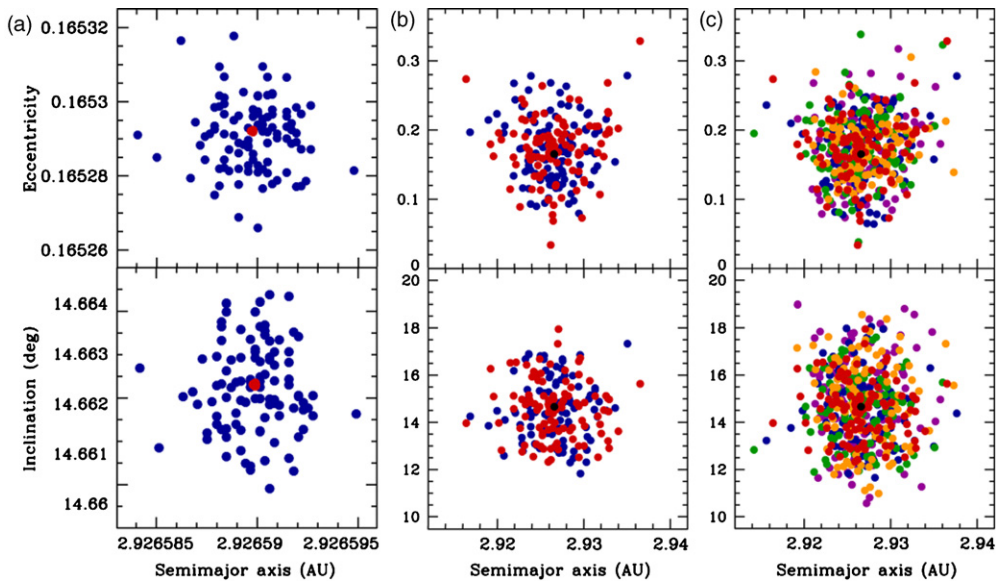 (a)
(b)
(c)
Eccentricity
0.16532
0.1653
0.16528
0.16526
0.3
0.2
0.1
0
0.3
0.2
0.1
0
Inclination (deg)
14.664
14.663
14.662
14.661
14.66
20
18
16
14
12
10
20
18
16
14
12
10
2.926585 2.92659 2.926595
2.92 2.93 2.94
2.92 2.93 2.94
Semimajor axis (AU)
Semimajor axis (AU)
Semimajor axis (AU)